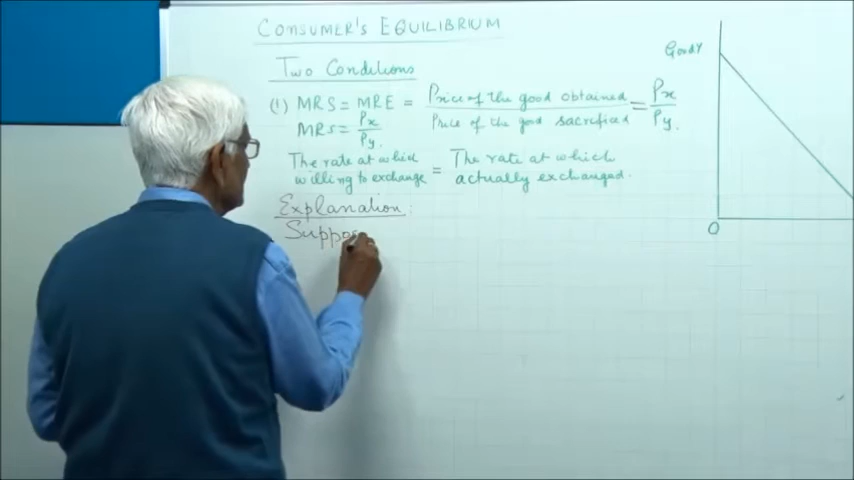 CONSUMER'S EQUILIBRIUM
Two Conditions
(1) MRS = MRE = Price of the good obtained / Price of the good sacrificed = Px / Py.
MRS = Px / Py.
The rate at which willing to exchange = The rate at which actually exchanged.
Explanation:
Suppose
Good Y
O